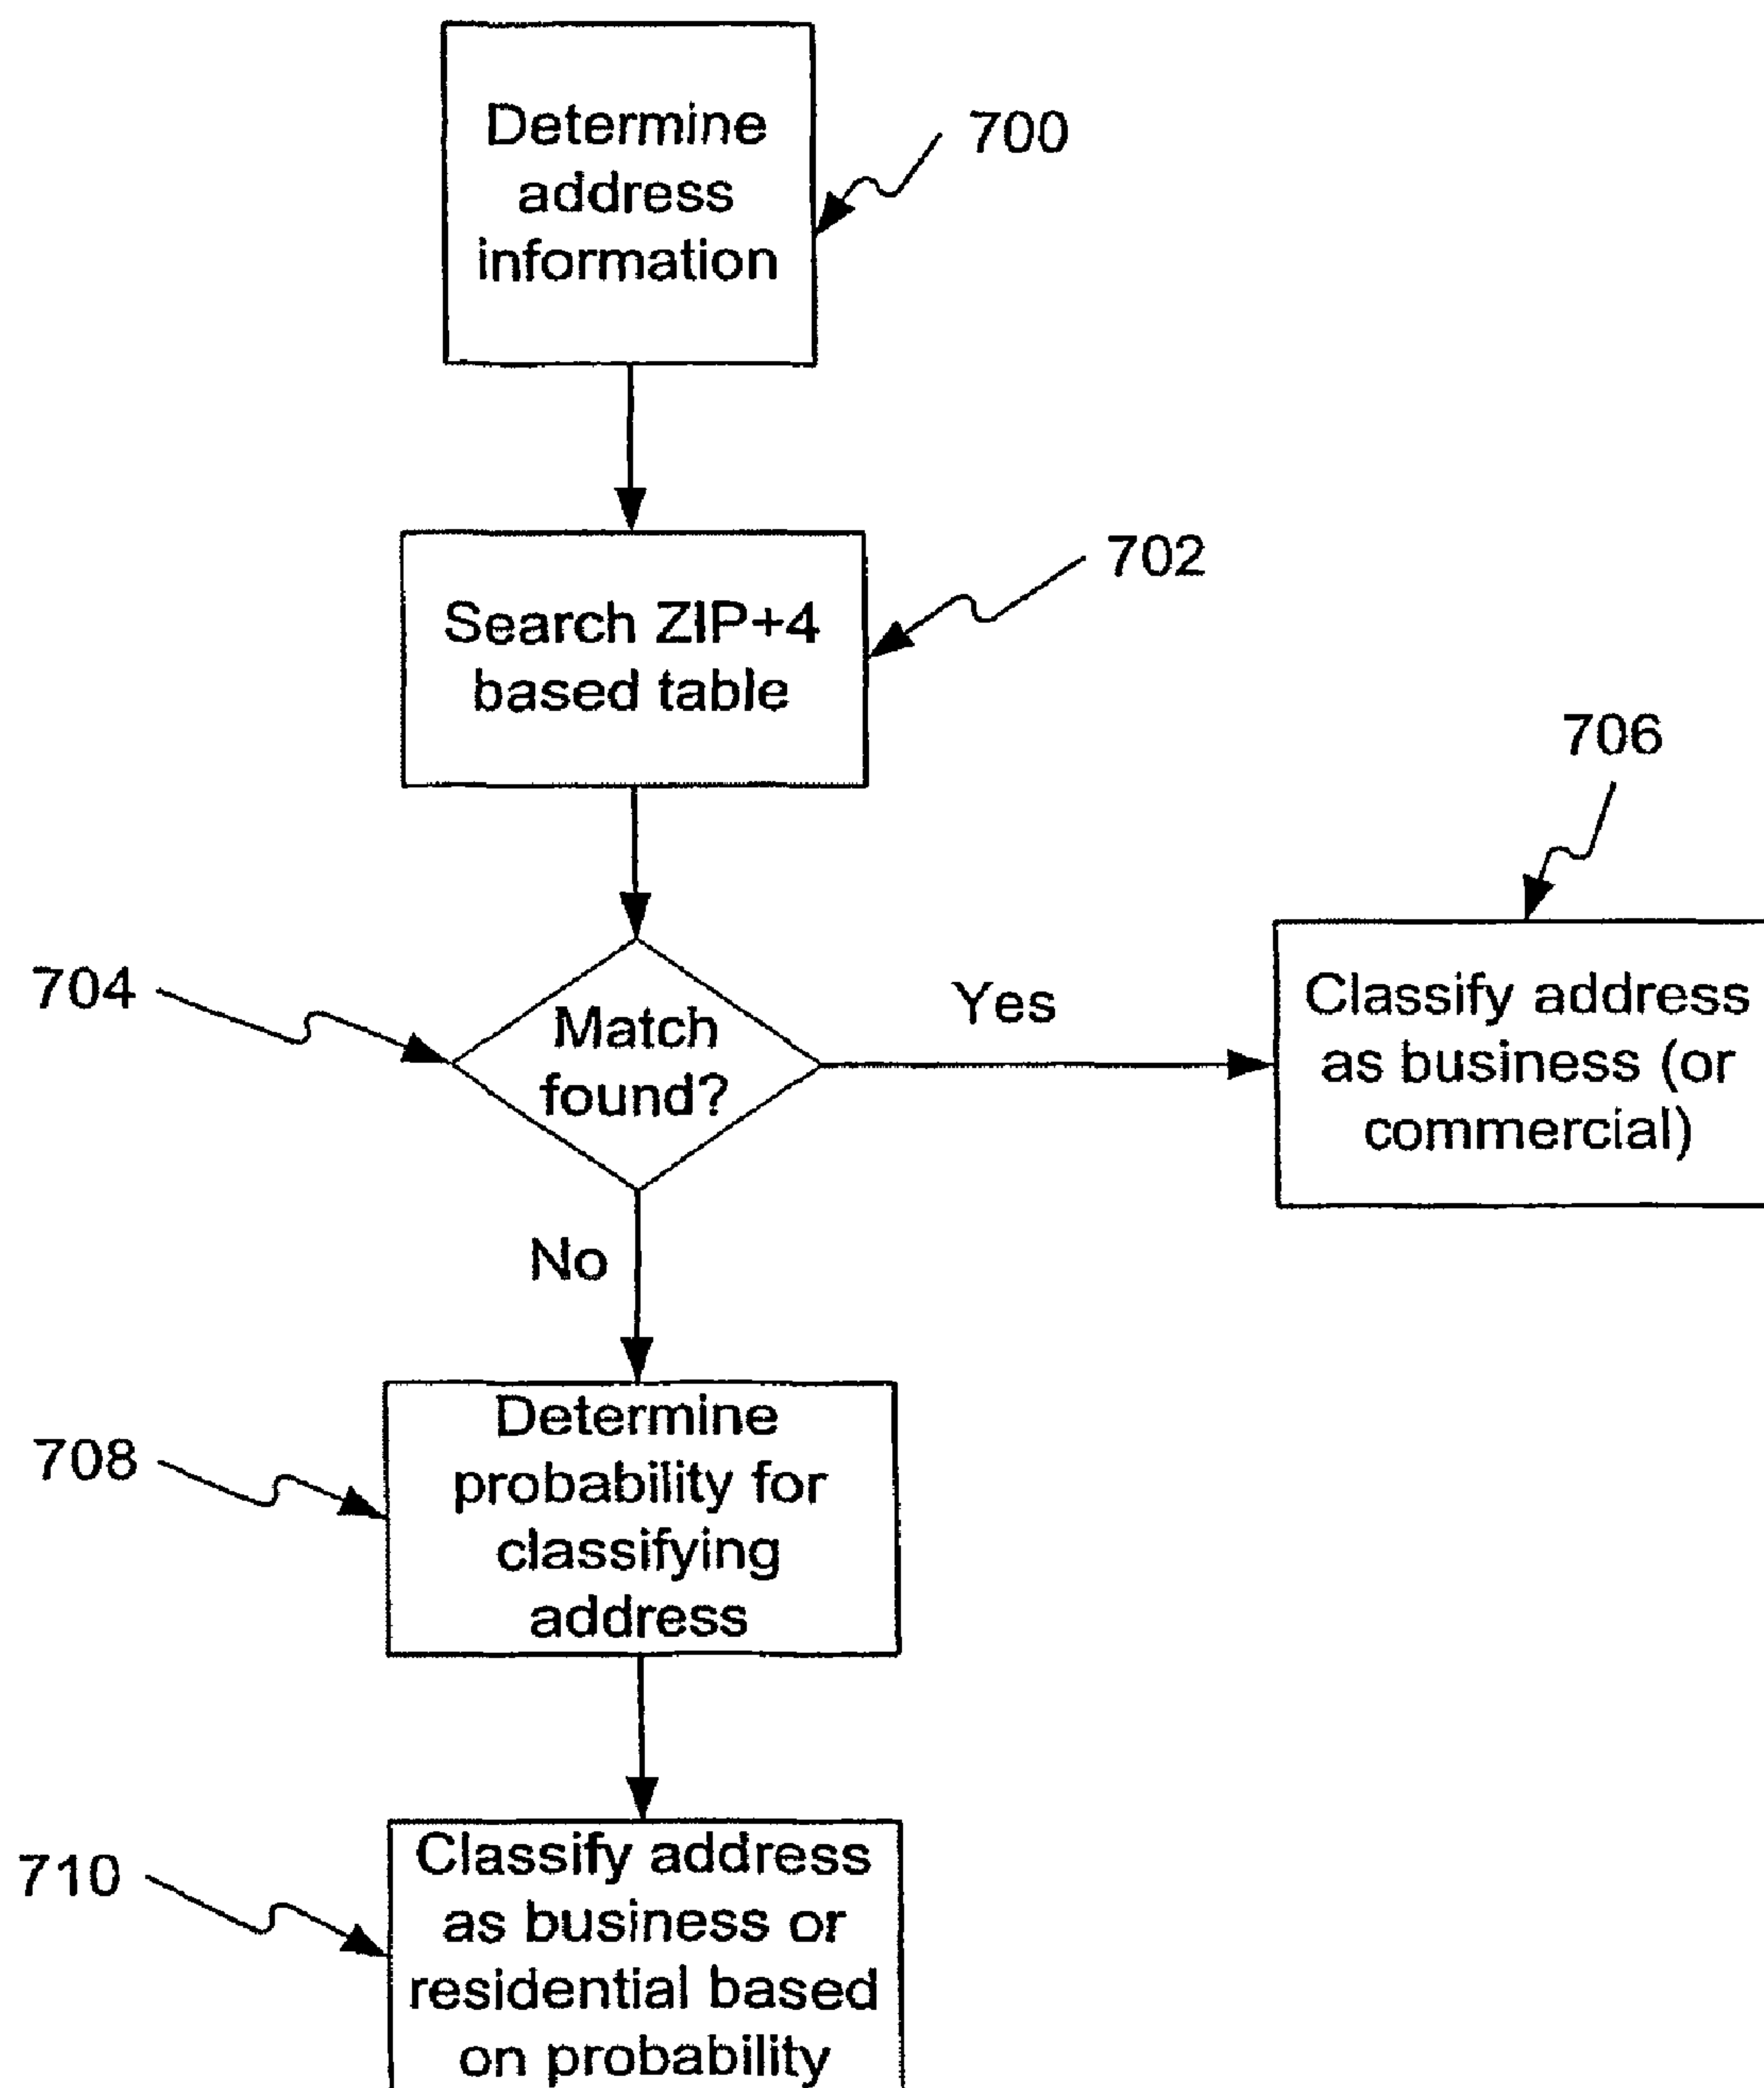 Determine
address
information
700
Search ZIP+4
based table
702
706
704
Match
found?
Yes
Classify address
as business (or
commercial)
No
708
Determine
probability for
classifying
address
710
Classify address
as business or
residential based
on probability